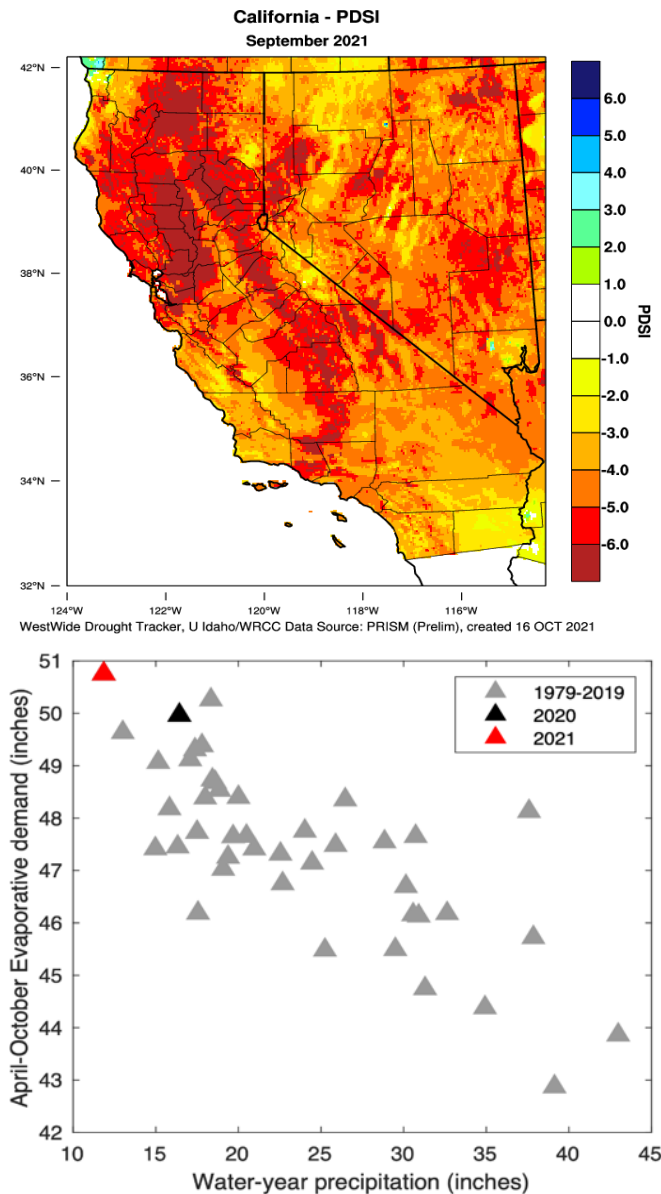 California - PDSI
September 2021
42°N
40°N
38°N
36°N
34°N
32°N
124°W 122°W 120°W 118°W 116°W
6.0
5.0
4.0
3.0
2.0
1.0
0.0
-1.0
-2.0
-3.0
-4.0
-5.0
-6.0
PDSI
WestWide Drought Tracker, U Idaho/WRCC Data Source: PRISM (Prelim), created 16 OCT 2021
51
50
49
48
47
46
45
44
43
42
April-October Evaporative demand (inches)
1979-2019
2020
2021
10 15 20 25 30 35 40 45
Water-year precipitation (inches)